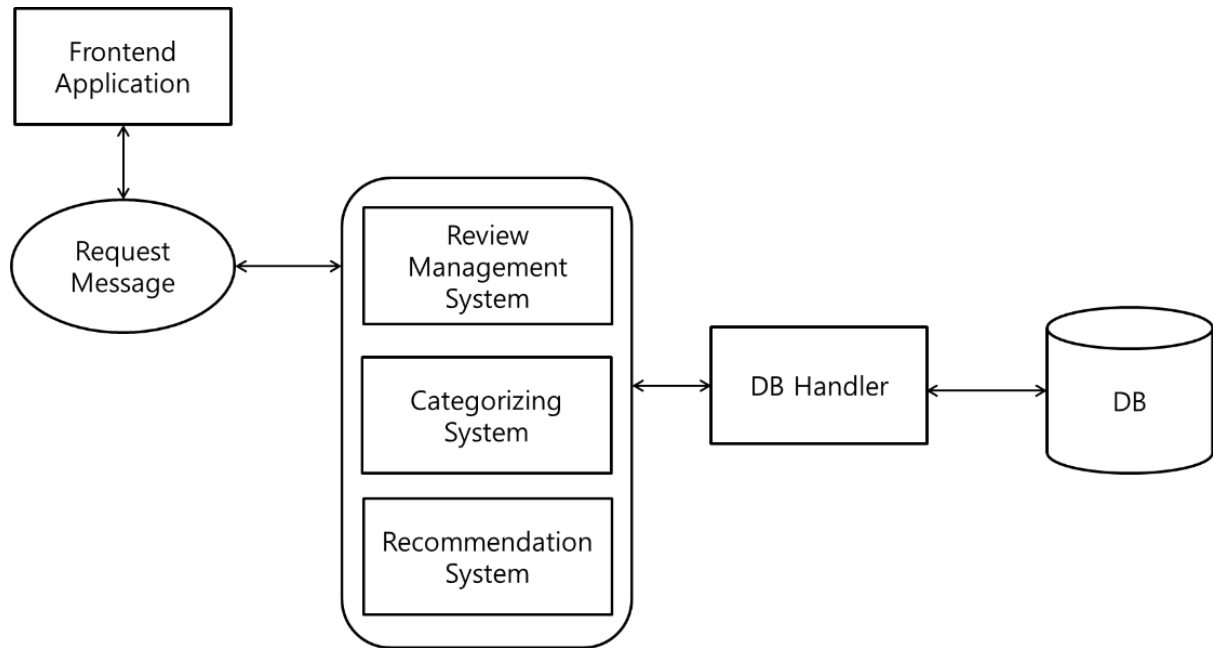 Frontend
Application
Request
Message
Review
Management
System
Categorizing
System
Recommendation
System
DB Handler
DB